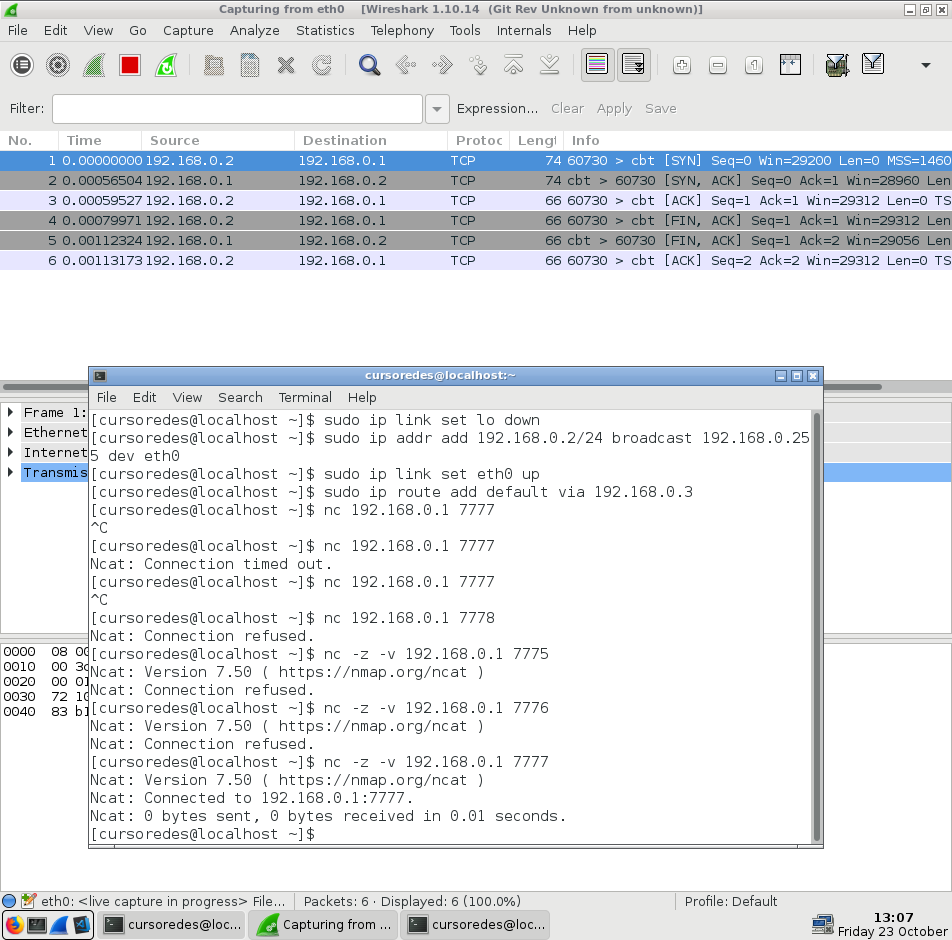 Capturing from eth0   [Wireshark 1.10.14  (Git Rev Unknown from unknown)]
File Edit View Go Capture Analyze Statistics Telephony Tools Internals Help
Filter: Expression... Clear Apply Save
No. Time Source Destination Protoc Lengt Info
1 0.00000000 192.168.0.2 192.168.0.1 TCP 74 60730 > cbt [SYN] Seq=0 Win=29200 Len=0 MSS=1460
2 0.00056504 192.168.0.1 192.168.0.2 TCP 74 cbt > 60730 [SYN, ACK] Seq=0 Ack=1 Win=28960 Len
3 0.00059527 192.168.0.2 192.168.0.1 TCP 66 60730 > cbt [ACK] Seq=1 Ack=1 Win=29312 Len=0 TS
4 0.00079971 192.168.0.2 192.168.0.1 TCP 66 60730 > cbt [FIN, ACK] Seq=1 Ack=1 Win=29312 Len
5 0.00112324 192.168.0.1 192.168.0.2 TCP 66 cbt > 60730 [FIN, ACK] Seq=1 Ack=2 Win=29056 Len
6 0.00113173 192.168.0.2 192.168.0.1 TCP 66 60730 > cbt [ACK] Seq=2 Ack=2 Win=29312 Len=0 TS
Frame 1:
Ethernet
Internet
Transmis
0000 08 00
0010 00 3c
0020 00 01
0030 72 10
0040 83 b1
cursoredes@localhost:~
File Edit View Search Terminal Help
[cursoredes@localhost ~]$ sudo ip link set lo down
[cursoredes@localhost ~]$ sudo ip addr add 192.168.0.2/24 broadcast 192.168.0.25
5 dev eth0
[cursoredes@localhost ~]$ sudo ip link set eth0 up
[cursoredes@localhost ~]$ sudo ip route add default via 192.168.0.3
[cursoredes@localhost ~]$ nc 192.168.0.1 7777
^C
[cursoredes@localhost ~]$ nc 192.168.0.1 7777
Ncat: Connection timed out.
[cursoredes@localhost ~]$ nc 192.168.0.1 7777
^C
[cursoredes@localhost ~]$ nc 192.168.0.1 7778
Ncat: Connection refused.
[cursoredes@localhost ~]$ nc -z -v 192.168.0.1 7775
Ncat: Version 7.50 ( https://nmap.org/ncat )
Ncat: Connection refused.
[cursoredes@localhost ~]$ nc -z -v 192.168.0.1 7776
Ncat: Version 7.50 ( https://nmap.org/ncat )
Ncat: Connection refused.
[cursoredes@localhost ~]$ nc -z -v 192.168.0.1 7777
Ncat: Version 7.50 ( https://nmap.org/ncat )
Ncat: Connected to 192.168.0.1:7777.
Ncat: 0 bytes sent, 0 bytes received in 0.01 seconds.
[cursoredes@localhost ~]$
eth0: <live capture in progress> File... Packets: 6 · Displayed: 6 (100.0%) Profile: Default
cursoredes@loc... Capturing from ... cursoredes@loc... 13:07
Friday 23 October